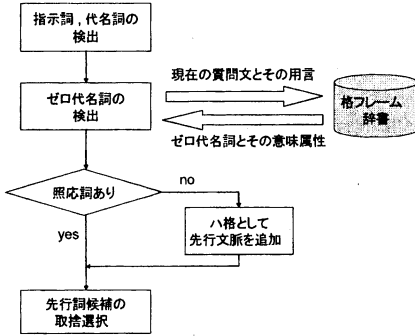 指示詞,代名詞の
検出
ゼロ代名詞の
検出
現在の質問文とその用言
格フレーム
辞書
ゼロ代名詞とその意味属性
照応詞あり
no
yes
ハ格として
先行文脈を追加
先行詞候補の
取捨選択